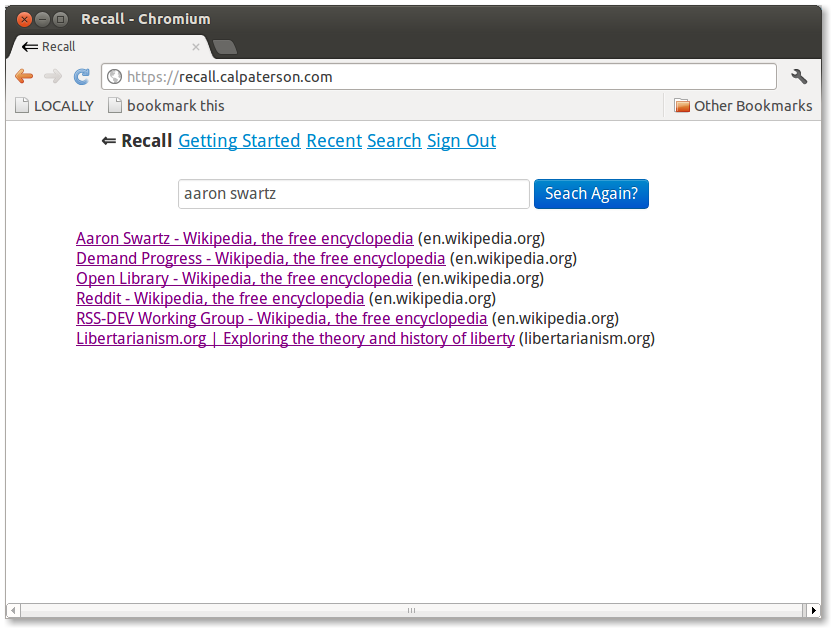 Recall - Chromium
⇐ Recall
https://recall.calpaterson.com
LOCALLY bookmark this Other Bookmarks
⇐ Recall Getting Started Recent Search Sign Out
aaron swartz Seach Again?
Aaron Swartz - Wikipedia, the free encyclopedia (en.wikipedia.org)
Demand Progress - Wikipedia, the free encyclopedia (en.wikipedia.org)
Open Library - Wikipedia, the free encyclopedia (en.wikipedia.org)
Reddit - Wikipedia, the free encyclopedia (en.wikipedia.org)
RSS-DEV Working Group - Wikipedia, the free encyclopedia (en.wikipedia.org)
Libertarianism.org | Exploring the theory and history of liberty (libertarianism.org)